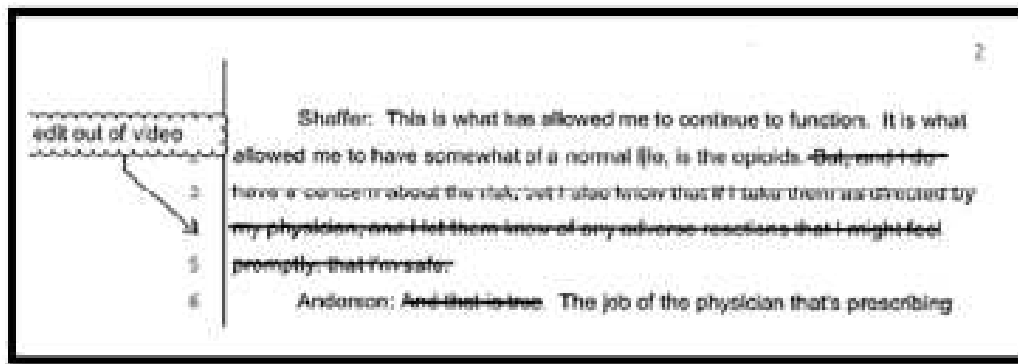 2
Shaffer: This is what has allowed me to continue to function. It is what
edit out of video
2 allowed me to have somewhat of a normal life, is the opioids. But, and I do
3 have a concern about the risk, yet I also know that if I take them as directed by
4 my physician, and I let them know of any adverse reactions that I might feel
5 promptly, that I'm safe.
6 Anderson: And that is true. The job of the physician that's prescribing